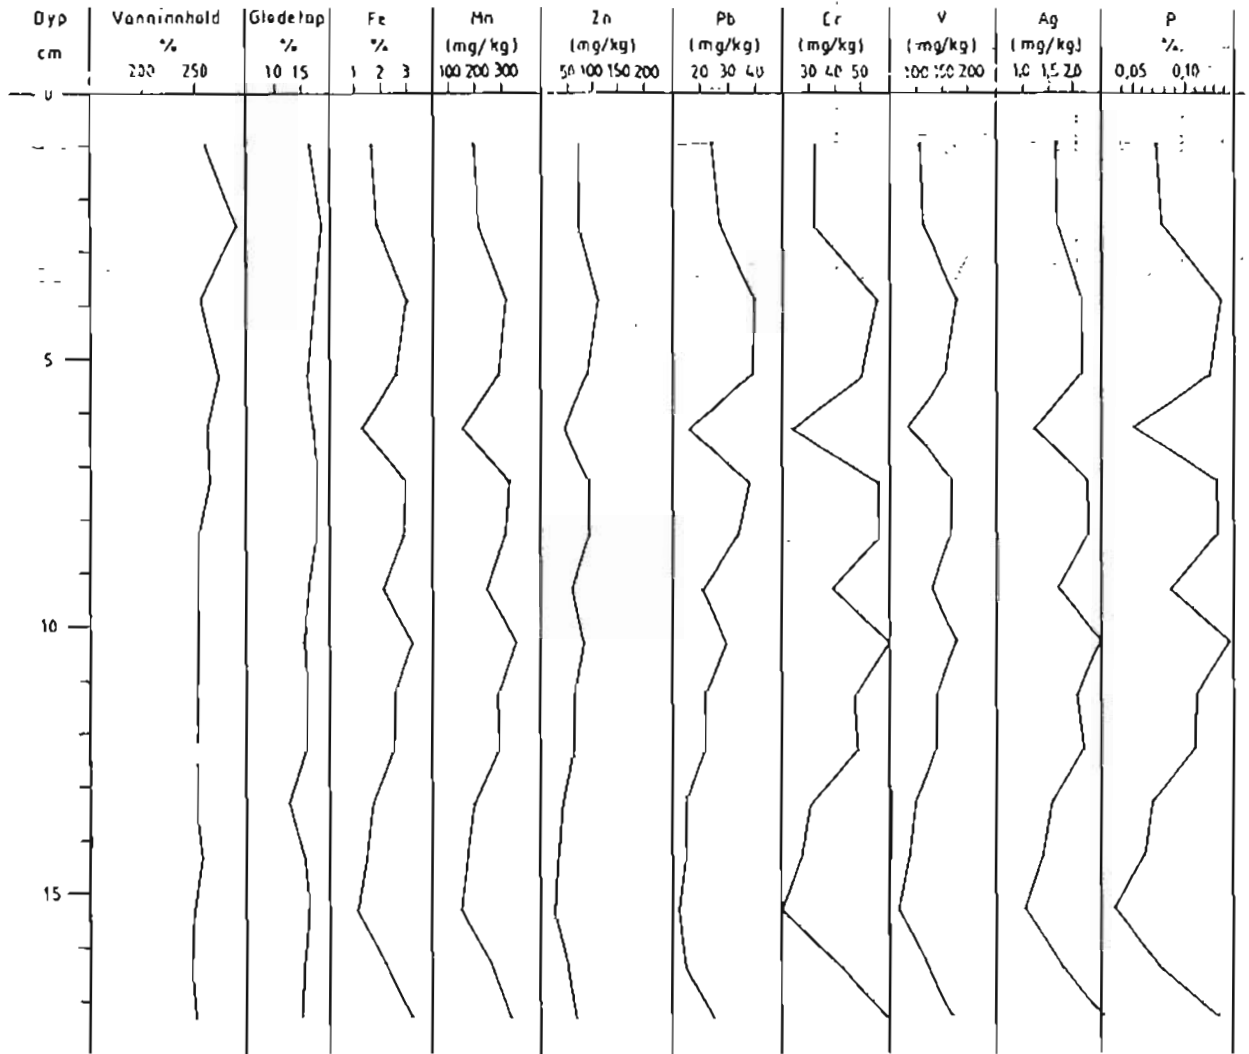 Dyp Vanninnhold Glødetap Fe Mn Zn Pb Cr V Ag P
cm % % % (mg/kg) (mg/kg) (mg/kg) (mg/kg) (mg/kg) (mg/kg) %
200 250 10 15 1 2 3 100 200 300 50 100 150 200 20 30 40 30 40 50 100 150 200 1,0 1,5 2,0 0,05 0,10
0
5
10
15